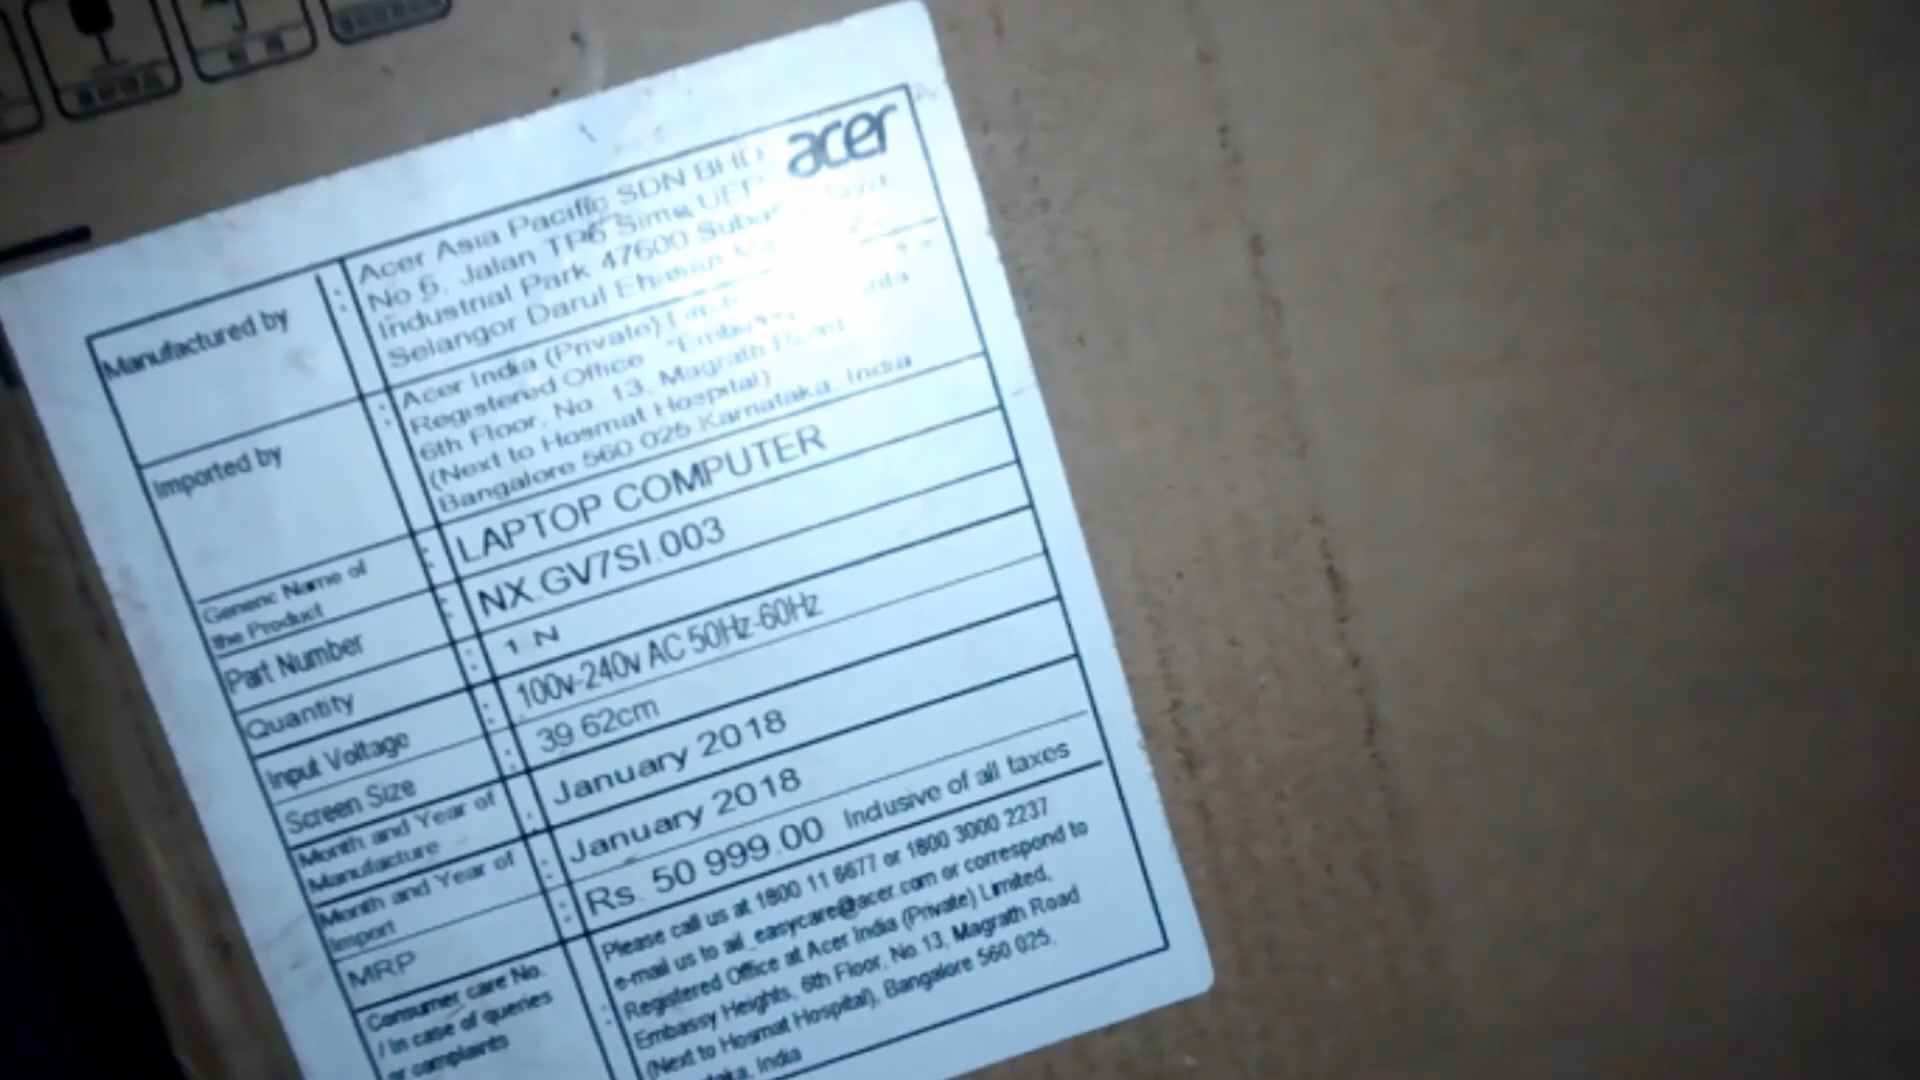 acer
Manufactured by : Acer Asia Pacific SDN BHD
No 6, Jalan TP6 Sime UEP
Industrial Park 47600 Subang
Selangor Darul Ehasan
Imported by : Acer India (Private)
Registered Office "Embassy
6th Floor, No 13, Magrath Road
(Next to Hosmat Hospital)
Bangalore 560 025 Karnataka, India
Generic Name of
the Product : LAPTOP COMPUTER
Part Number : NX.GV7SI.003
Quantity : 1 N
Input Voltage : 100v-240v AC 50Hz-60Hz
Screen Size : 39.62cm
Month and Year of
Manufacture : January 2018
Month and Year of
Import : January 2018
MRP : Rs. 50 999.00 Inclusive of all taxes
Consumer care No.
/ In case of queries
or complaints : Please call us at 1800 11 6677 or 1800 3000 2237
e-mail us to ail_easycare@acer.com or correspond to
Registered Office at Acer India (Private) Limited,
Embassy Heights, 6th Floor, No 13, Magrath Road
(Next to Hosmat Hospital), Bangalore 560 025,
India